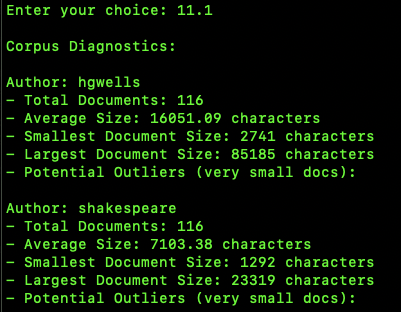 Enter your choice: 11.1
Corpus Diagnostics:
Author: hgwells
- Total Documents: 116
- Average Size: 16051.09 characters
- Smallest Document Size: 2741 characters
- Largest Document Size: 85185 characters
- Potential Outliers (very small docs):
Author: shakespeare
- Total Documents: 116
- Average Size: 7103.38 characters
- Smallest Document Size: 1292 characters
- Largest Document Size: 23319 characters
- Potential Outliers (very small docs):